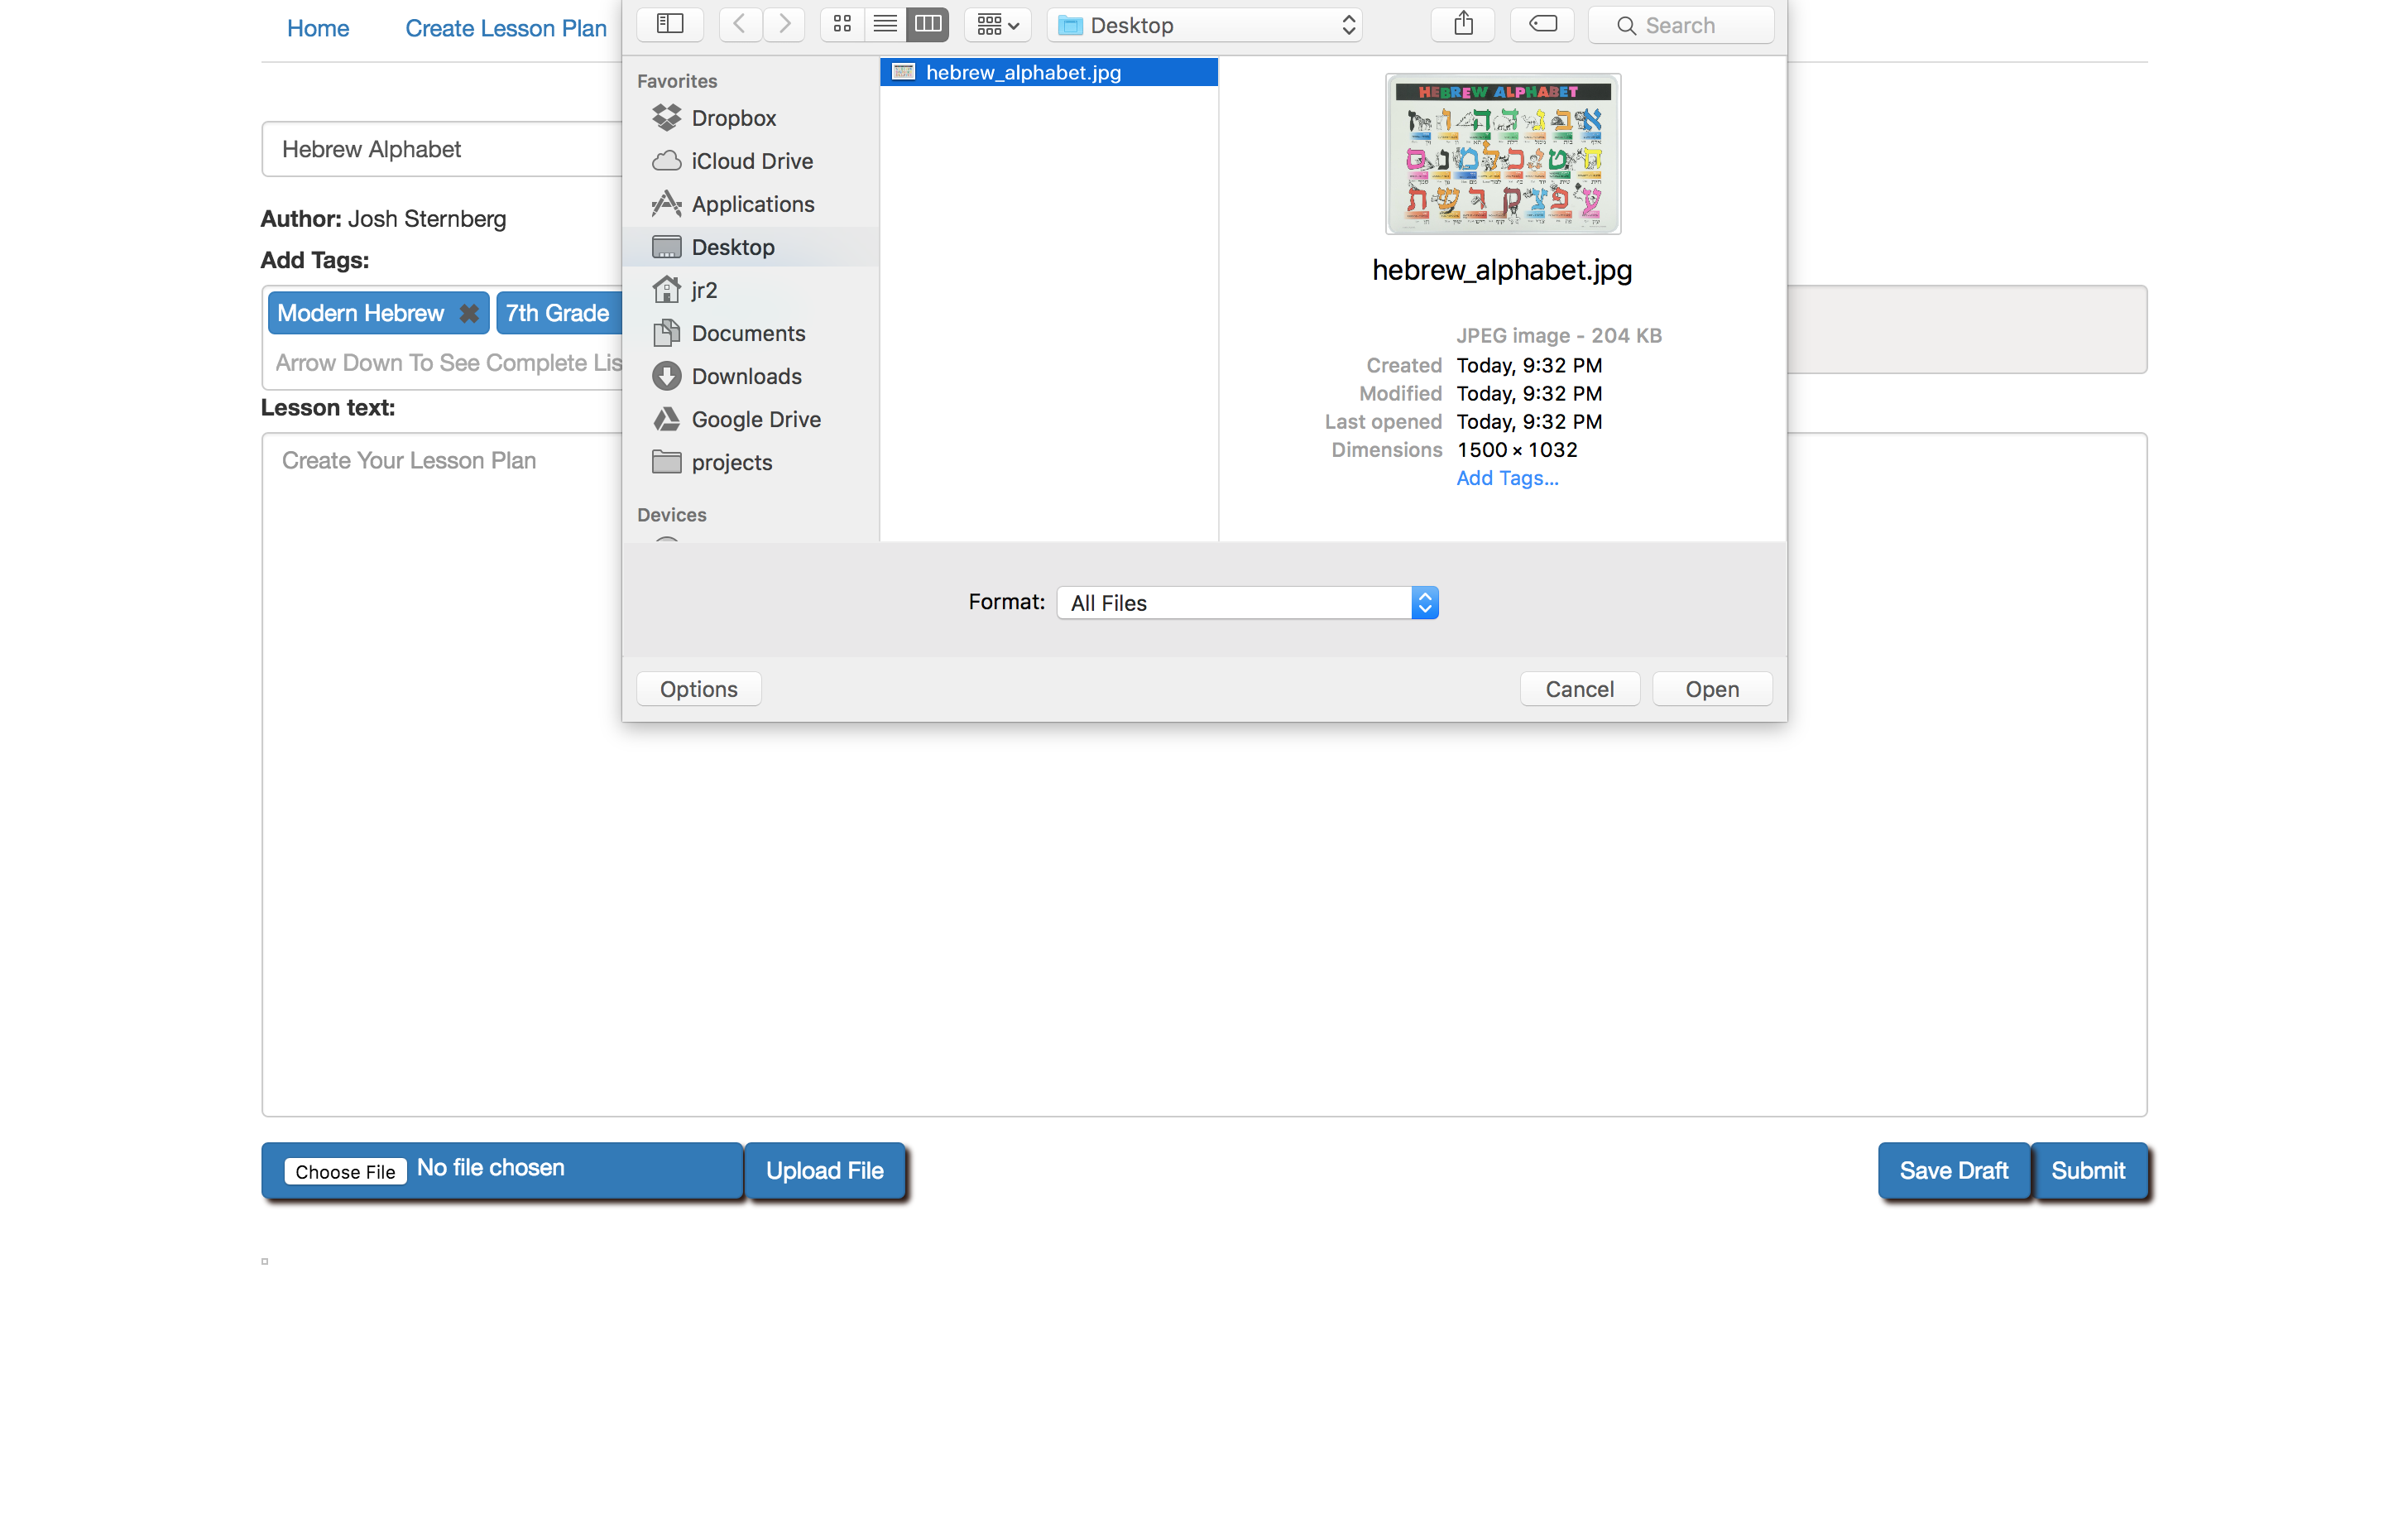 Home
Create Lesson Plan
Hebrew Alphabet
Author: Josh Sternberg
Add Tags:
Modern Hebrew
7th Grade
Arrow Down To See Complete Lis
Lesson text:
Create Your Lesson Plan
Desktop
Search
Favorites
Dropbox
iCloud Drive
Applications
Desktop
jr2
Documents
Downloads
Google Drive
projects
Devices
hebrew_alphabet.jpg
HEBREW ALPHABET
א ב ג ד ה ו ז
ח ט י כ ל מ נ ס
ע פ צ ק ר ש ת
hebrew_alphabet.jpg
JPEG image - 204 KB
Created Today, 9:32 PM
Modified Today, 9:32 PM
Last opened Today, 9:32 PM
Dimensions 1500 × 1032
Add Tags...
Format: All Files
Options
Cancel
Open
Choose File No file chosen
Upload File
Save Draft
Submit